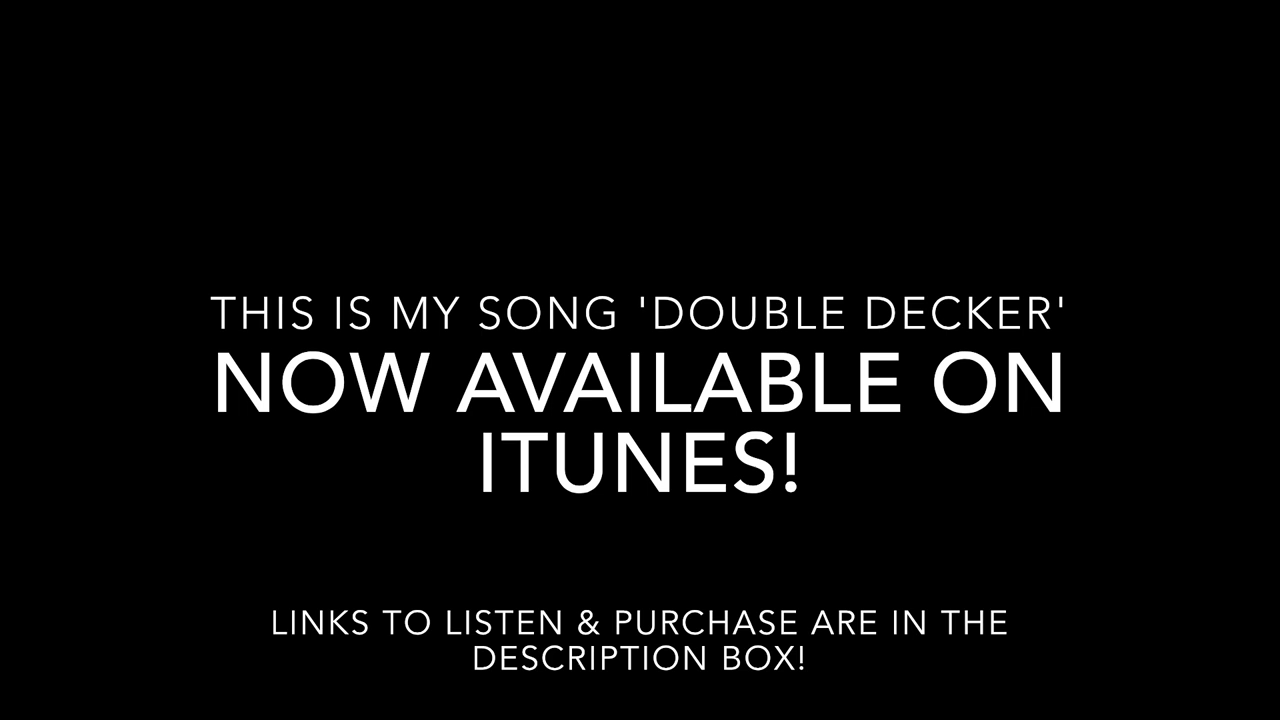 THIS IS MY SONG 'DOUBLE DECKER'
NOW AVAILABLE ON
ITUNES!
LINKS TO LISTEN & PURCHASE ARE IN THE
DESCRIPTION BOX!